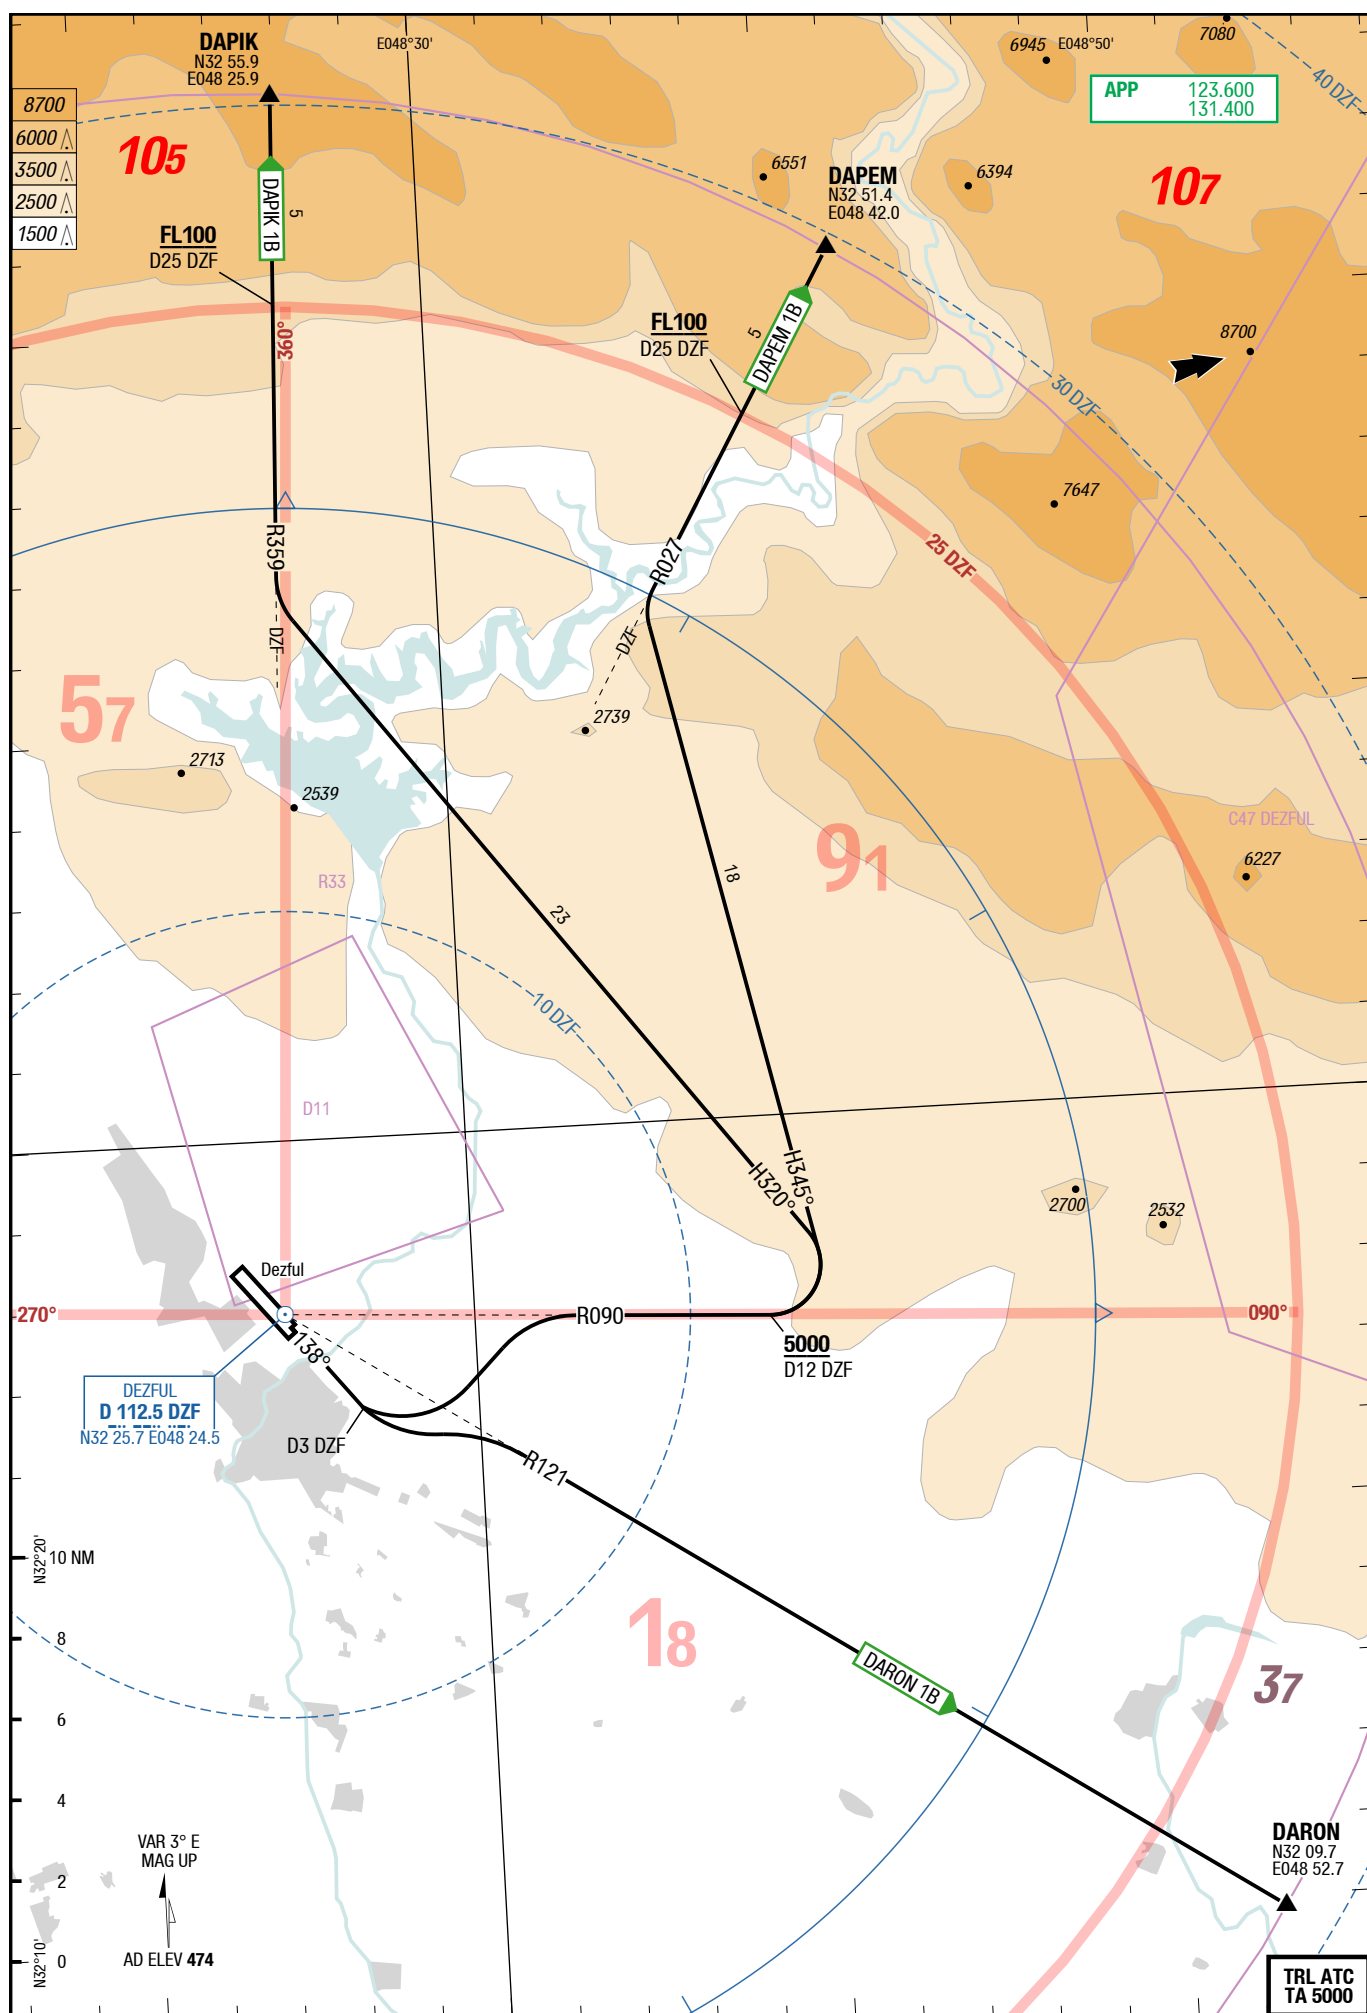 DAPIK
N32 55.9
E048 25.9
E048°30'
6945
E048°50'
7080
40 DZF
APP 123.600
131.400
8700
6000
3500
2500
1500
105
DAPIK 1B
5
6551
DAPEM
N32 51.4
E048 42.0
6394
107
FL100
D25 DZF
FL100
D25 DZF
360°
5
DAPEM 1B
8700
30 DZF
7647
R359
R027
25 DZF
DZF
DZF
57
2739
2713
2539
C47 DEZFUL
91
6227
R33
18
23
10 DZF
D11
H320°
H345°
2700
2532
Dezful
270°
R090
090°
138°
5000
D12 DZF
DEZFUL
D 112.5 DZF
N32 25.7 E048 24.5
D3 DZF
R121
N32°20'
10 NM
8
18
DARON 1B
37
6
4
VAR 3° E
MAG UP
DARON
N32 09.7
E048 52.7
2
AD ELEV 474
N32°10'
0
TRL ATC
TA 5000